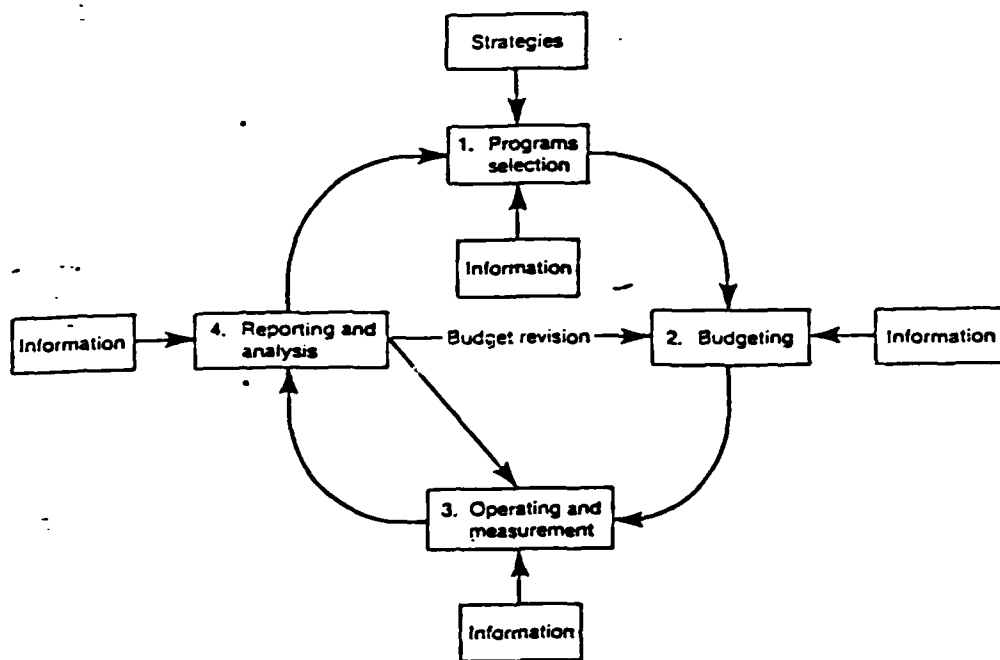 Strategies
1. Programs
selection
Information
Information
4. Reporting and
analysis
Budget revision
2. Budgeting
Information
3. Operating and
measurement
Information